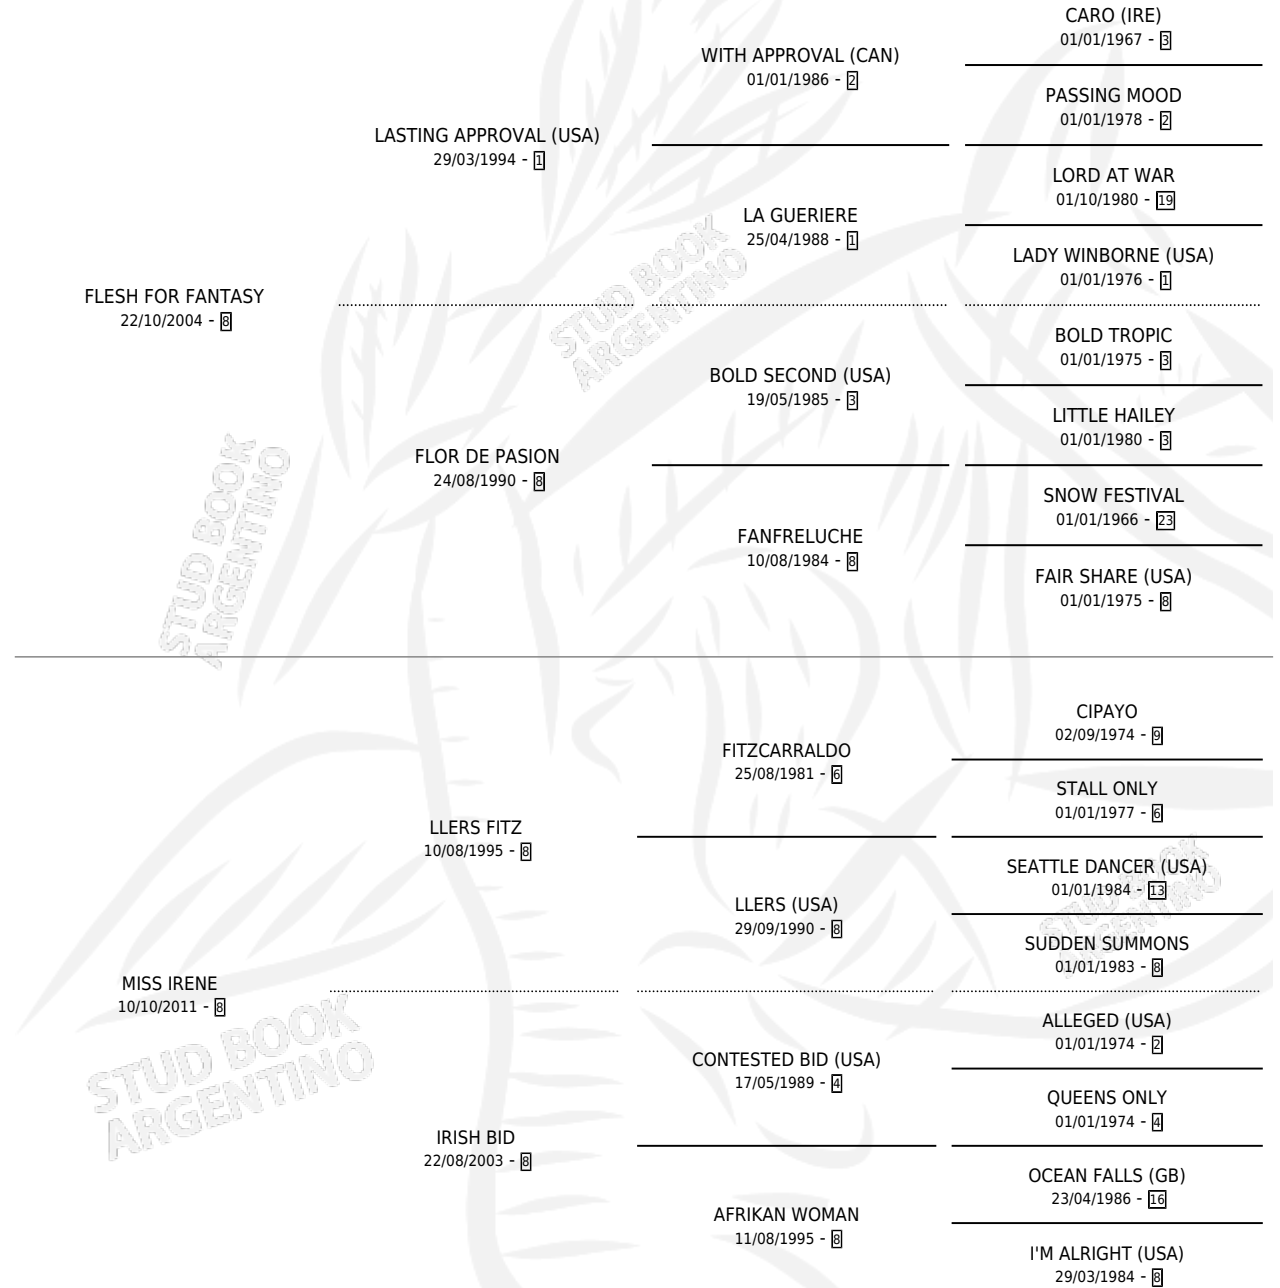 CARO (IRE)
01/01/1967 - 3
WITH APPROVAL (CAN)
01/01/1986 - 2
PASSING MOOD
01/01/1978 - 2
LASTING APPROVAL (USA)
29/03/1994 - 1
LORD AT WAR
01/10/1980 - 19
LA GUERIERE
25/04/1988 - 1
LADY WINBORNE (USA)
01/01/1976 - 1
FLESH FOR FANTASY
22/10/2004 - 8
STUD BOOK
ARGENTINO
BOLD TROPIC
01/01/1975 - 3
BOLD SECOND (USA)
19/05/1985 - 3
LITTLE HAILEY
01/01/1980 - 3
FLOR DE PASION
24/08/1990 - 8
SNOW FESTIVAL
01/01/1966 - 23
FANFRELUCHE
10/08/1984 - 8
FAIR SHARE (USA)
01/01/1975 - 8
STUD BOOK
ARGENTINO
CIPAYO
02/09/1974 - 9
FITZCARRALDO
25/08/1981 - 6
STALL ONLY
01/01/1977 - 6
LLERS FITZ
10/08/1995 - 8
SEATTLE DANCER (USA)
01/01/1984 - 13
LLERS (USA)
29/09/1990 - 8
STUD BOOK
ARGENTINO
SUDDEN SUMMONS
01/01/1983 - 8
MISS IRENE
10/10/2011 - 8
ALLEGED (USA)
01/01/1974 - 2
CONTESTED BID (USA)
17/05/1989 - 4
QUEENS ONLY
01/01/1974 - 4
STUD BOOK
ARGENTINO
IRISH BID
22/08/2003 - 8
OCEAN FALLS (GB)
23/04/1986 - 16
AFRIKAN WOMAN
11/08/1995 - 8
I'M ALRIGHT (USA)
29/03/1984 - 8